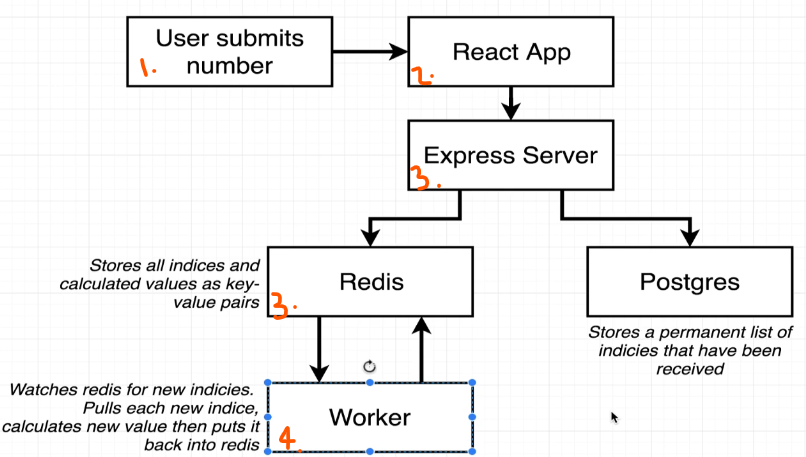 User submits
number
1.
React App
2.
Express Server
3.
Stores all indices and
calculated values as key-
value pairs
Redis
3.
Postgres
Stores a permanent list of
indicies that have been
received
Watches redis for new indicies.
Pulls each new indice,
calculates new value then puts it
back into redis
Worker
4.